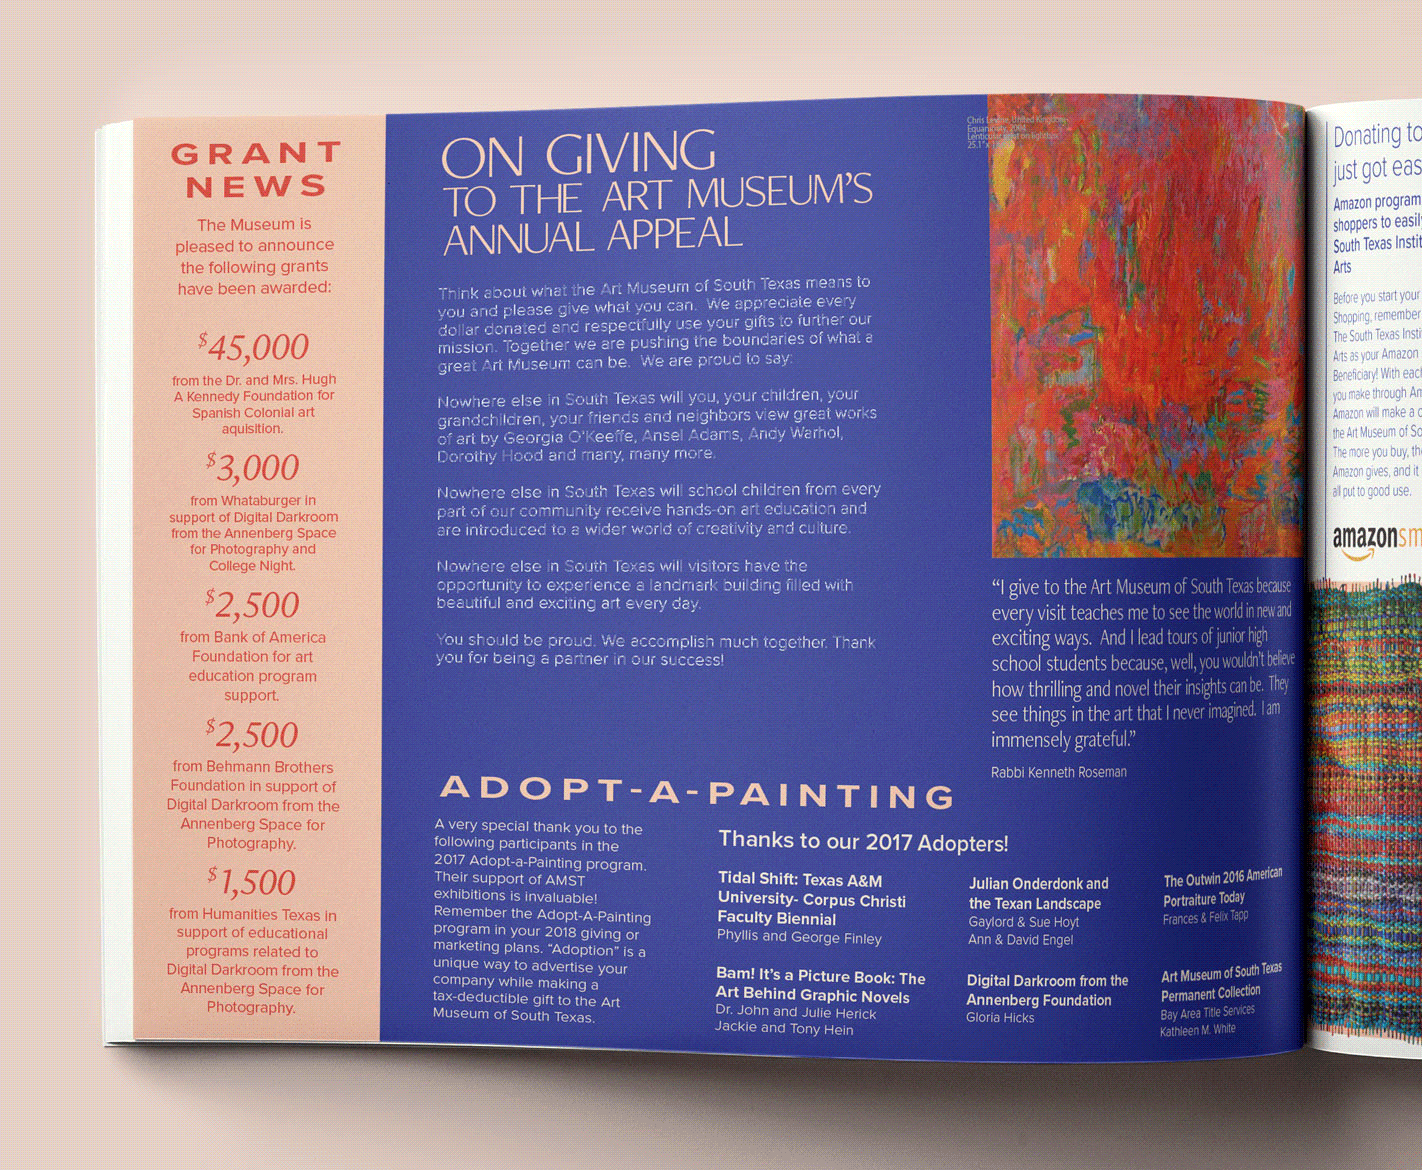 GRANT
NEWS
The Museum is
pleased to announce
the following grants
have been awarded:
$45,000
from the Dr. and Mrs. Hugh
A Kennedy Foundation for
Spanish Colonial art
aquisition.
$3,000
from Whataburger in
support of Digital Darkroom
from the Annenberg Space
for Photography and
College Night.
$2,500
from Bank of America
Foundation for art
education program
support.
$2,500
from Behmann Brothers
Foundation in support of
Digital Darkroom from the
Annenberg Space for
Photography.
$1,500
from Humanities Texas in
support of educational
programs related to
Digital Darkroom from the
Annenberg Space for
Photography.
ON GIVING
TO THE ART MUSEUM'S
ANNUAL APPEAL
Think about what the Art Museum of South Texas means to
you and please give what you can. We appreciate every
dollar donated and respectfully use your gifts to further our
mission. Together we are pushing the boundaries of what a
great Art Museum can be. We are proud to say:
Nowhere else in South Texas will you, your children, your
grandchildren, your friends and neighbors view great works
of art by Georgia O'Keeffe, Ansel Adams, Andy Warhol,
Dorothy Hood and many, many more.
Nowhere else in South Texas will school children from every
part of our community receive hands-on art education and
are introduced to a wider world of creativity and culture.
Nowhere else in South Texas will visitors have the
opportunity to experience a landmark building filled with
beautiful and exciting art every day.
You should be proud. We accomplish much together. Thank
you for being a partner in our success!
Chris Levine, United Kingdom
Equanimity, 2004
Lenticular print on lightbox
25.1"x
"I give to the Art Museum of South Texas because
every visit teaches me to see the world in new and
exciting ways. And I lead tours of junior high
school students because, well, you wouldn't believe
how thrilling and novel their insights can be. They
see things in the art that I never imagined. I am
immensely grateful."
Rabbi Kenneth Roseman
ADOPT-A-PAINTING
A very special thank you to the
following participants in the
2017 Adopt-a-Painting program.
Their support of AMST
exhibitions is invaluable!
Remember the Adopt-A-Painting
program in your 2018 giving or
marketing plans. "Adoption" is a
unique way to advertise your
company while making a
tax-deductible gift to the Art
Museum of South Texas.
Thanks to our 2017 Adopters!
Tidal Shift: Texas A&M
University- Corpus Christi
Faculty Biennial
Phyllis and George Finley
Bam! It's a Picture Book: The
Art Behind Graphic Novels
Dr. John and Julie Herick
Jackie and Tony Hein
Julian Onderdonk and
the Texan Landscape
Gaylord & Sue Hoyt
Ann & David Engel
Digital Darkroom from the
Annenberg Foundation
Gloria Hicks
The Outwin 2016 American
Portraiture Today
Frances & Felix Tapp
Art Museum of South Texas
Permanent Collection
Bay Area Title Services
Kathleen M. White
Donating to
just got eas
Amazon program
shoppers to easily
South Texas Instit
Arts
Before you start your
Shopping, remember
The South Texas Insti
Arts as your Amazon
Beneficiary! With each
you make through Am
Amazon will make a c
the Art Museum of So
The more you buy, the
Amazon gives, and it
all put to good use.
amazonsm